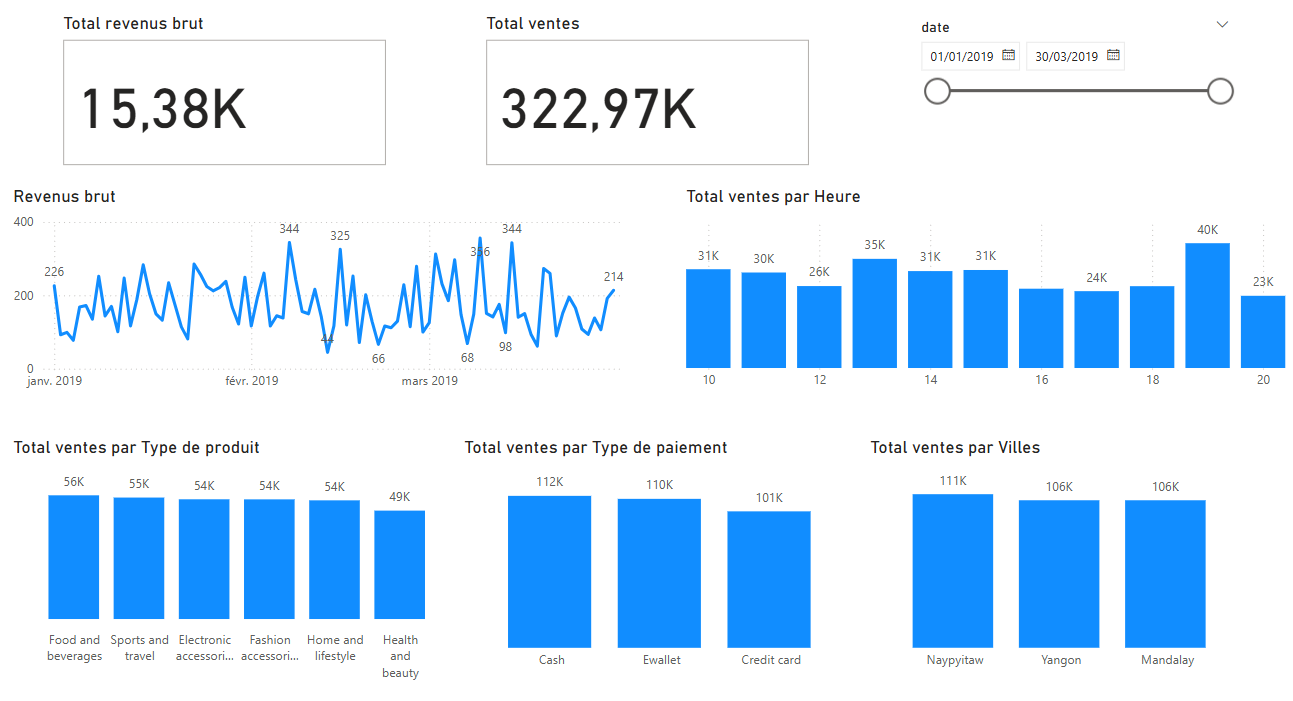 Total revenus brut
15,38K
Total ventes
322,97K
date
01/01/2019
30/03/2019
Revenus brut
400
200
0
226
344
325
44
66
68
356
98
344
214
janv. 2019
févr. 2019
mars 2019
Total ventes par Heure
31K
30K
26K
35K
31K
31K
24K
40K
23K
10
12
14
16
18
20
Total ventes par Type de produit
56K
55K
54K
54K
54K
49K
Food and
beverages
Sports and
travel
Electronic
accessori...
Fashion
accessori...
Home and
lifestyle
Health
and
beauty
Total ventes par Type de paiement
112K
110K
101K
Cash
Ewallet
Credit card
Total ventes par Villes
111K
106K
106K
Naypyitaw
Yangon
Mandalay